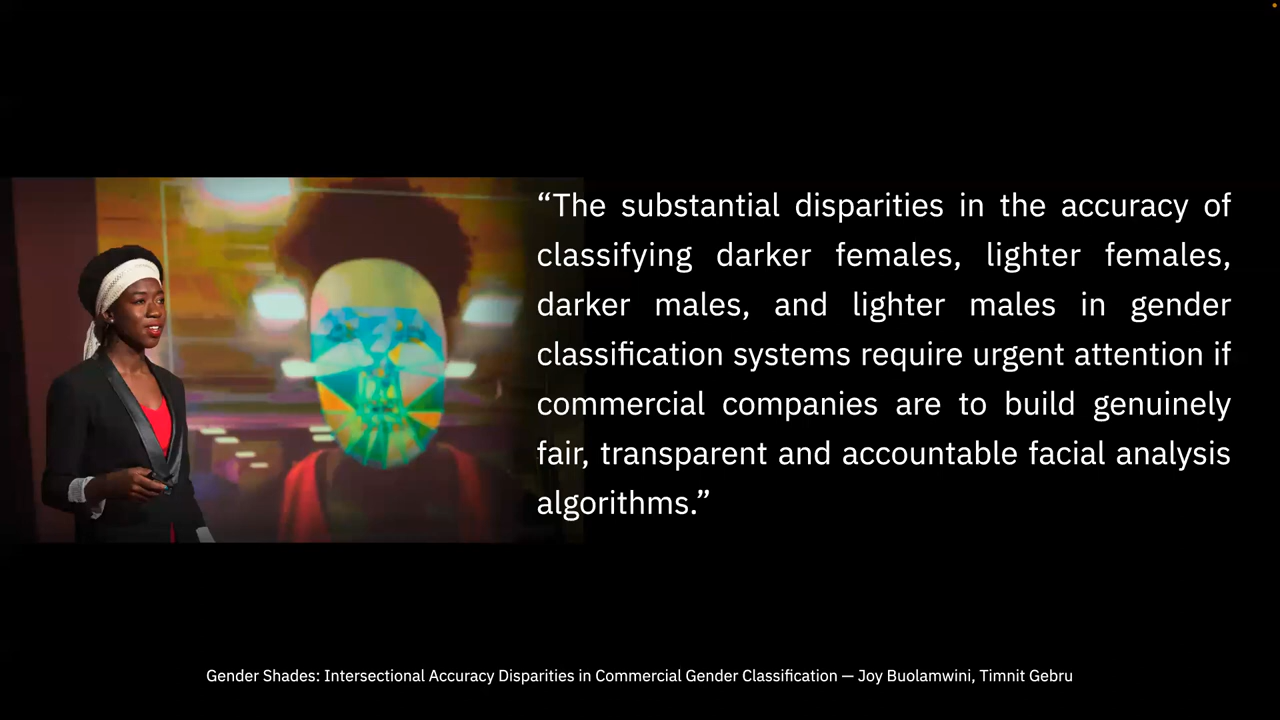 “The substantial disparities in the accuracy of
classifying darker females, lighter females,
darker males, and lighter males in gender
classification systems require urgent attention if
commercial companies are to build genuinely
fair, transparent and accountable facial analysis
algorithms.”
Gender Shades: Intersectional Accuracy Disparities in Commercial Gender Classification — Joy Buolamwini, Timnit Gebru